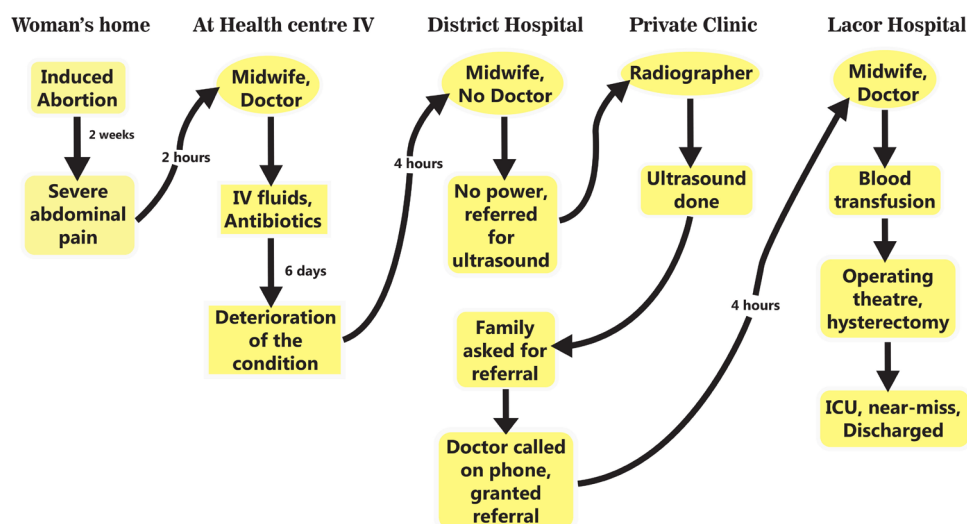 Woman's home
Induced
Abortion
2 weeks
Severe
abdominal
pain
2 hours
At Health centre IV
Midwife,
Doctor
IV fluids,
Antibiotics
6 days
Deterioration
of the
condition
4 hours
District Hospital
Midwife,
No Doctor
No power,
referred
for
ultrasound
Private Clinic
Radiographer
Ultrasound
done
Family
asked for
referral
Doctor called
on phone,
granted
referral
4 hours
Lacor Hospital
Midwife,
Doctor
Blood
transfusion
Operating
theatre,
hysterectomy
ICU, near-miss,
Discharged